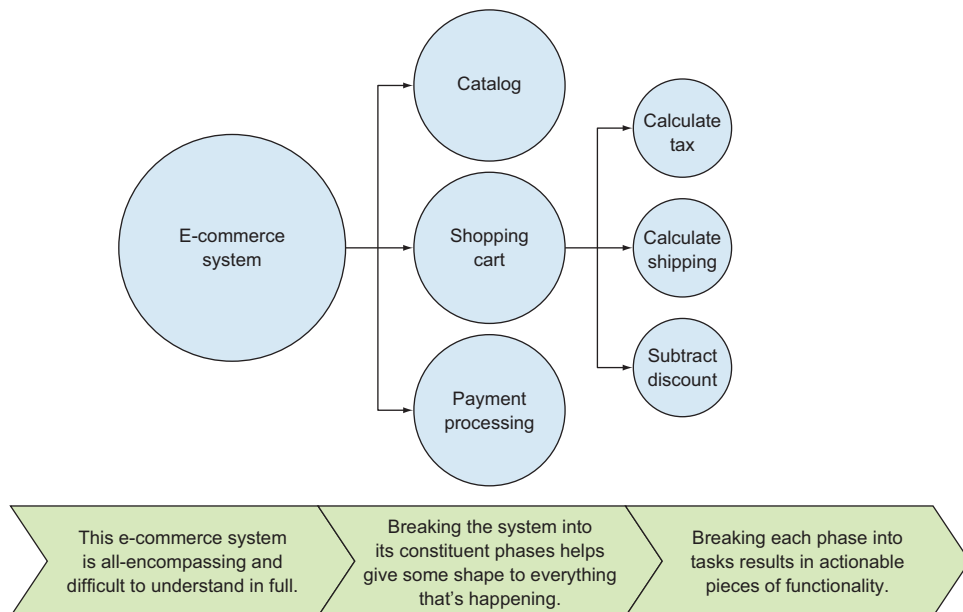 Catalog
Calculate
tax
E-commerce
system
Shopping
cart
Calculate
shipping
Subtract
discount
Payment
processing
This e-commerce system
is all-encompassing and
difficult to understand in full.
Breaking the system into
its constituent phases helps
give some shape to everything
that’s happening.
Breaking each phase into
tasks results in actionable
pieces of functionality.